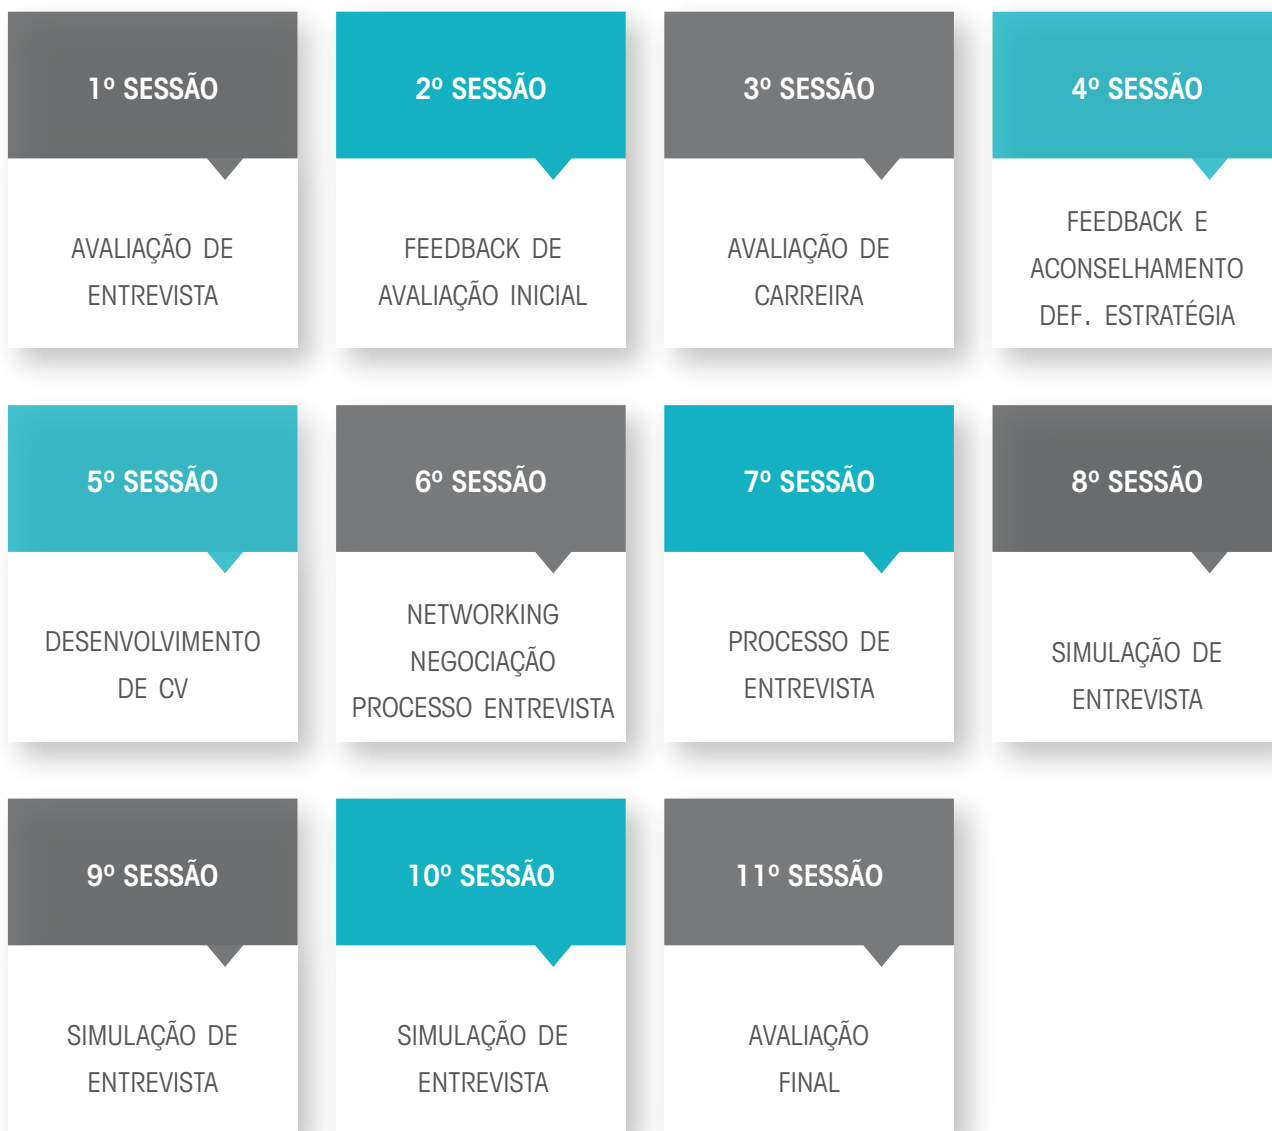 1º SESSÃO
AVALIAÇÃO DE
ENTREVISTA
2º SESSÃO
FEEDBACK DE
AVALIAÇÃO INICIAL
3º SESSÃO
AVALIAÇÃO DE
CARREIRA
4º SESSÃO
FEEDBACK E
ACONSELHAMENTO
DEF. ESTRATÉGIA
5º SESSÃO
DESENVOLVIMENTO
DE CV
6º SESSÃO
NETWORKING
NEGOCIAÇÃO
PROCESSO ENTREVISTA
7º SESSÃO
PROCESSO DE
ENTREVISTA
8º SESSÃO
SIMULAÇÃO DE
ENTREVISTA
9º SESSÃO
SIMULAÇÃO DE
ENTREVISTA
10º SESSÃO
SIMULAÇÃO DE
ENTREVISTA
11º SESSÃO
AVALIAÇÃO
FINAL